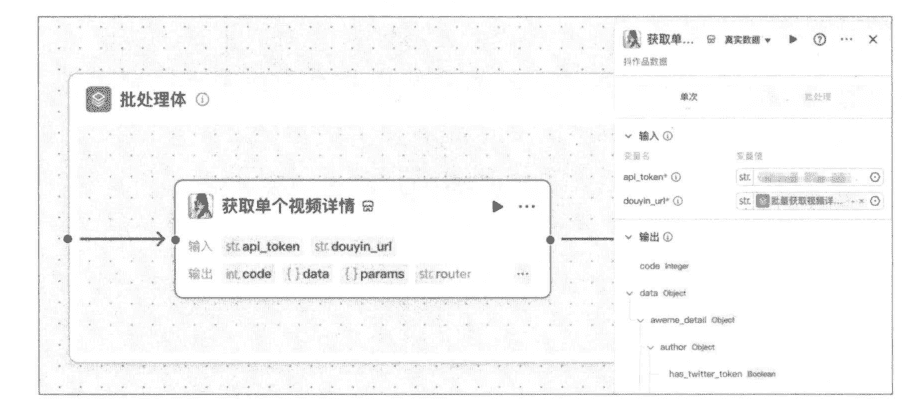 批处理体
获取单个视频详情
输入 str.api_token str.douyin_url
输出 int.code { }data { }params str.router ...
获取单... 真实数据
抖作品数据
单次 批处理
输入
变量名 变量值
api_token* str.
douyin_url* str. 批量获取视频详... - ×
输出
code Integer
data Object
aweme_detail Object
author Object
has_twitter_token Boolean